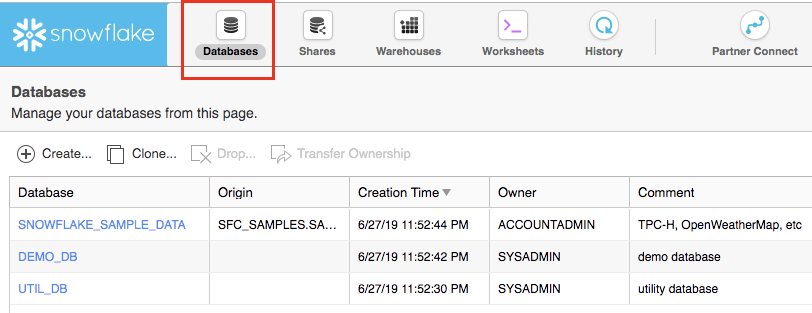 snowflake
Databases Shares Warehouses Worksheets History Partner Connect
Databases
Manage your databases from this page.
Create... Clone... Drop... Transfer Ownership
Database Origin Creation Time Owner Comment
SNOWFLAKE_SAMPLE_DATA SFC_SAMPLES.SA... 6/27/19 11:52:44 PM ACCOUNTADMIN TPC-H, OpenWeatherMap, etc
DEMO_DB 6/27/19 11:52:42 PM SYSADMIN demo database
UTIL_DB 6/27/19 11:52:30 PM SYSADMIN utility database